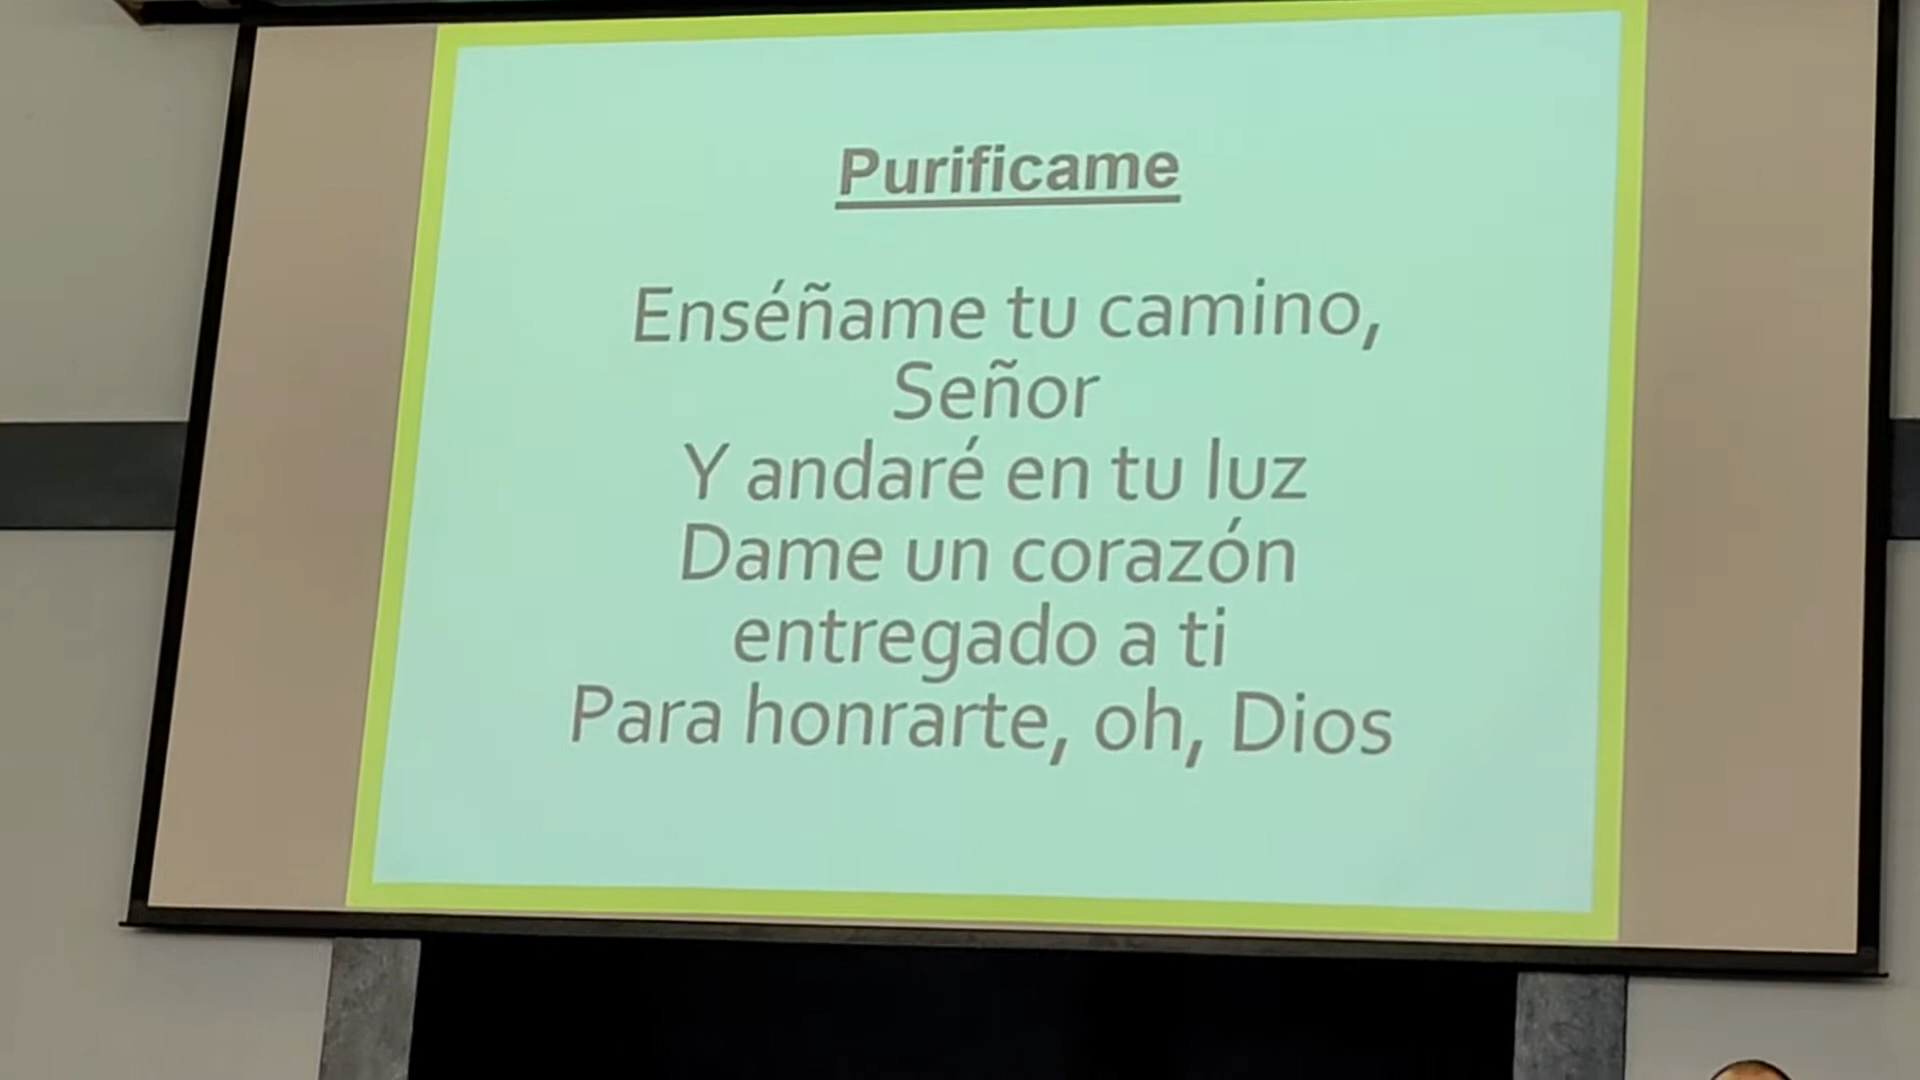 Purificame
Enséñame tu camino,
Señor
Y andaré en tu luz
Dame un corazón
entregado a ti
Para honrarte, oh, Dios